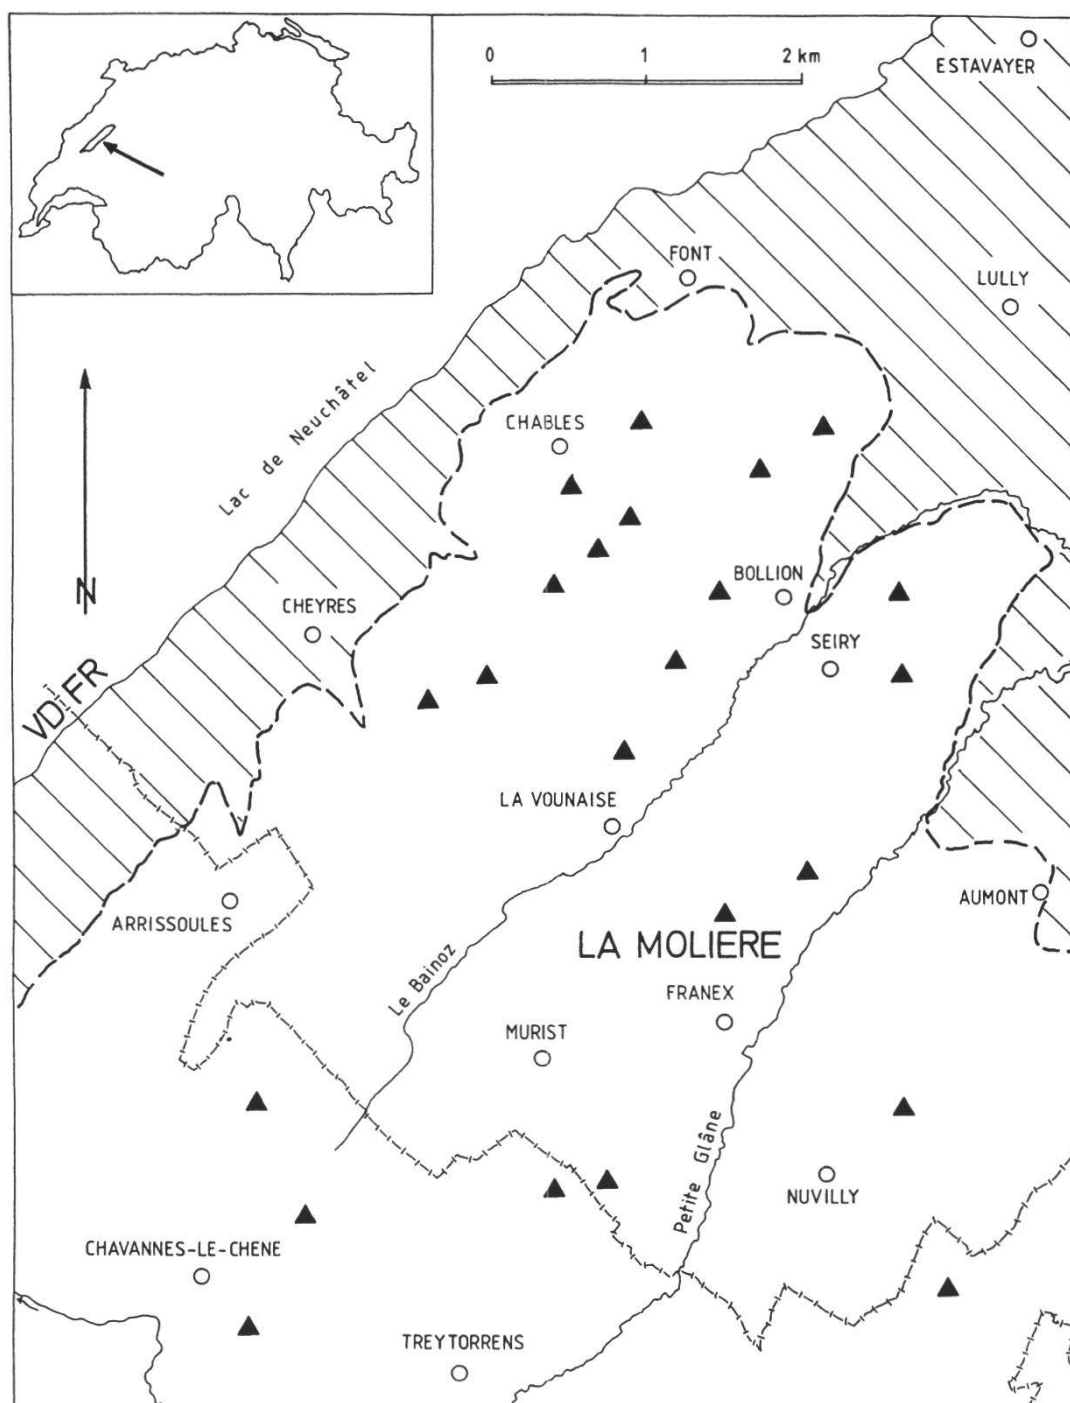 0 1 2 km
ESTAVAYER
FONT
LULLY
Lac de Neuchâtel
CHABLES
N
CHEYRES
BOLLION
SEIRY
VD FR
LA VOUNAISE
ARRISSOULES
AUMONT
LA MOLIÈRE
Le Bainoz
FRANEX
MURIST
Petite Glâne
NUVILLY
CHAVANNES-LE-CHENE
TREYTORRENS